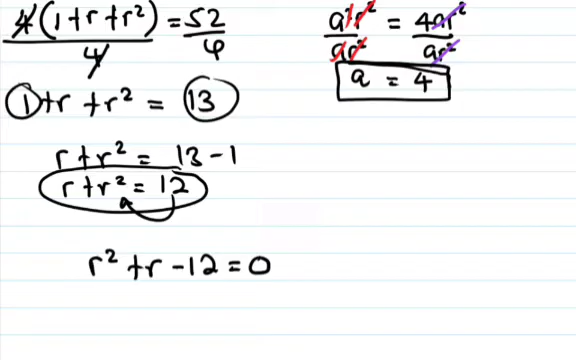 4(1+r+r²) = 52
4 4
1+r+r² = 13
r+r² = 13-1
r+r² = 12
r²+r-12=0
a²r² = 4ar²
ar² ar²
a = 4